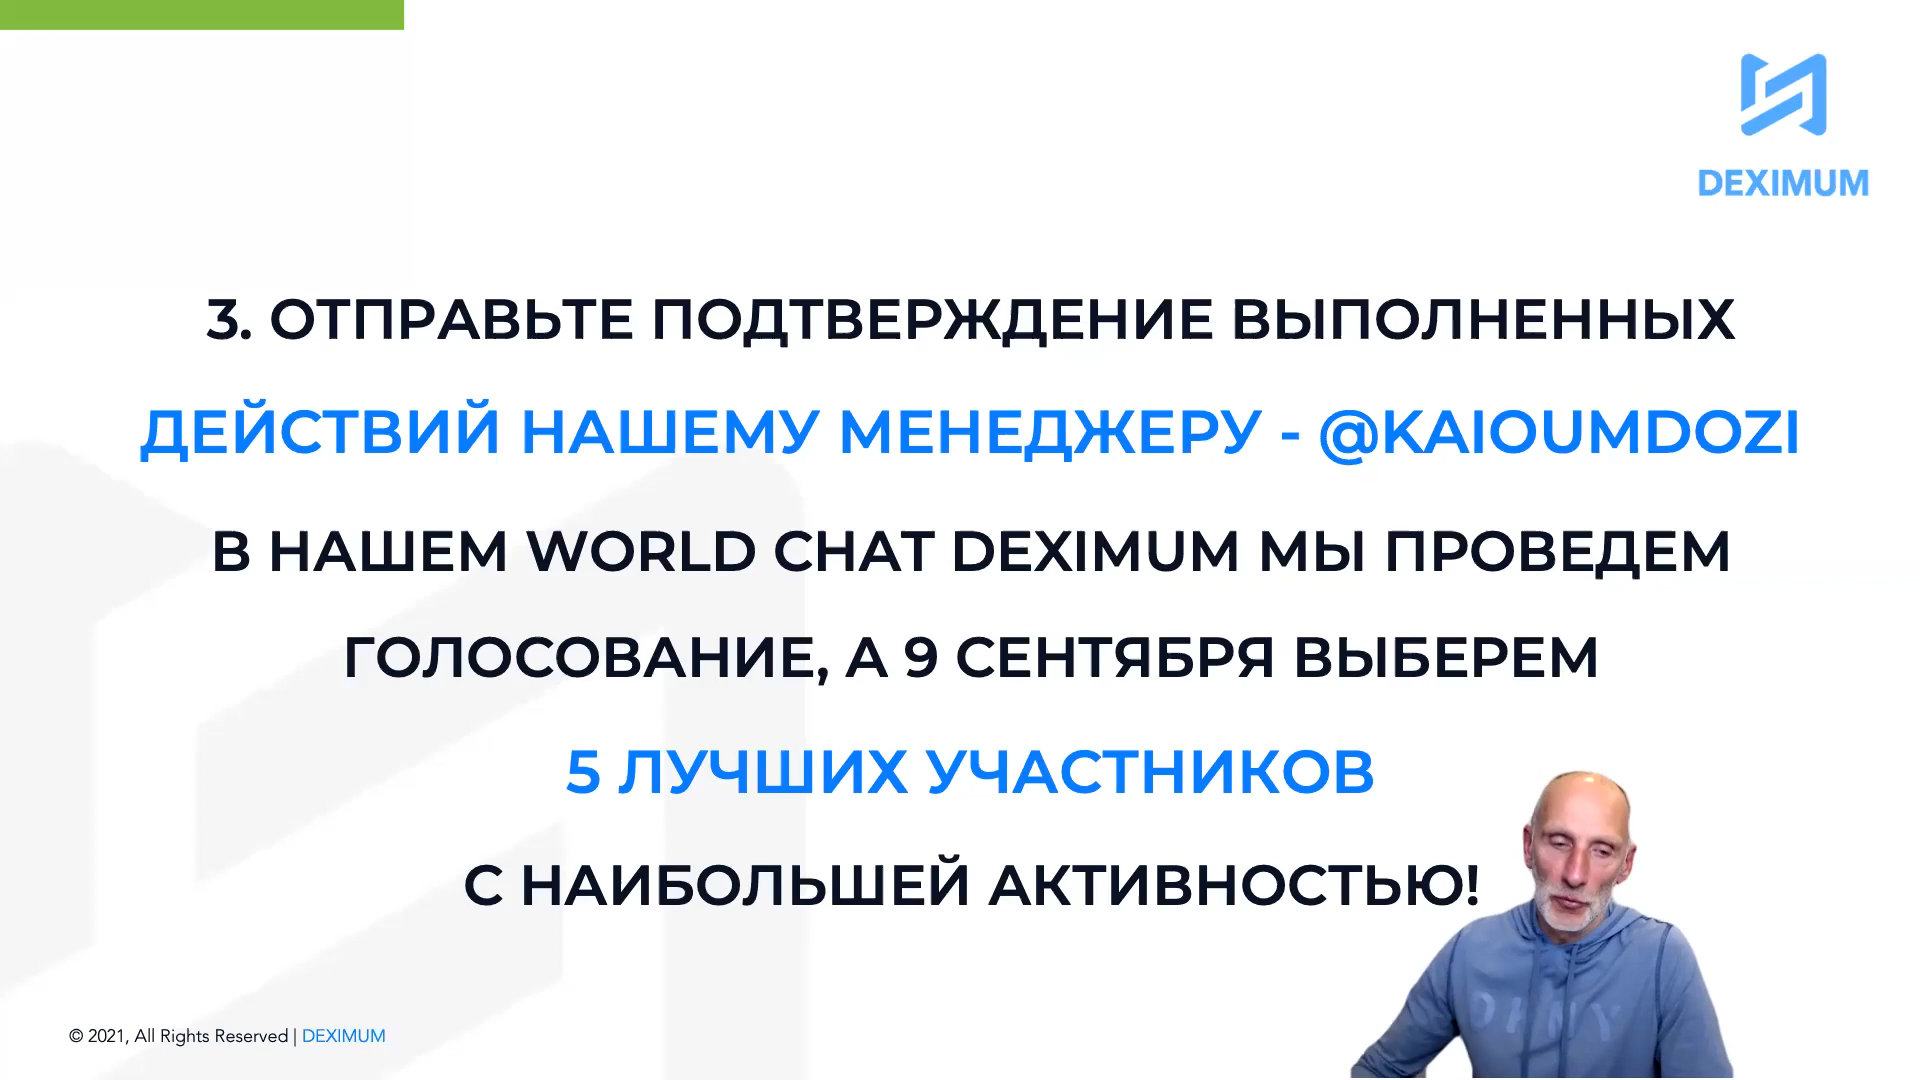 DEXIMUM
3. ОТПРАВЬТЕ ПОДТВЕРЖДЕНИЕ ВЫПОЛНЕННЫХ
ДЕЙСТВИЙ НАШЕМУ МЕНЕДЖЕРУ - @KAIOUMDOZI
В НАШЕМ WORLD CHAT DEXIMUM МЫ ПРОВЕДЕМ
ГОЛОСОВАНИЕ, А 9 СЕНТЯБРЯ ВЫБЕРЕМ
5 ЛУЧШИХ УЧАСТНИКОВ
С НАИБОЛЬШЕЙ АКТИВНОСТЬЮ!
DKNY
© 2021, All Rights Reserved | DEXIMUM